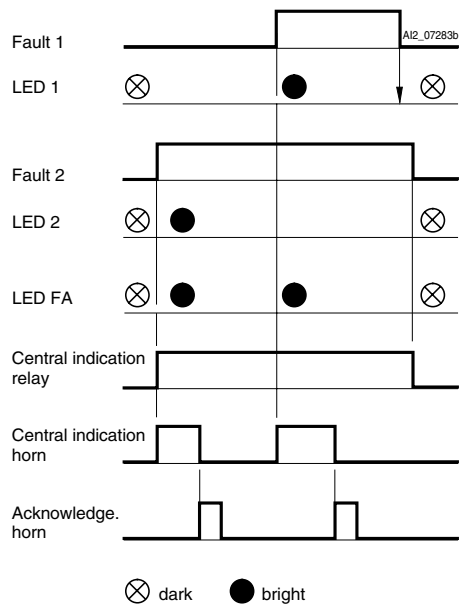 Fault 1
AI2_07283b
LED 1
Fault 2
LED 2
LED FA
Central indication
relay
Central indication
horn
Acknowledge.
horn
dark bright